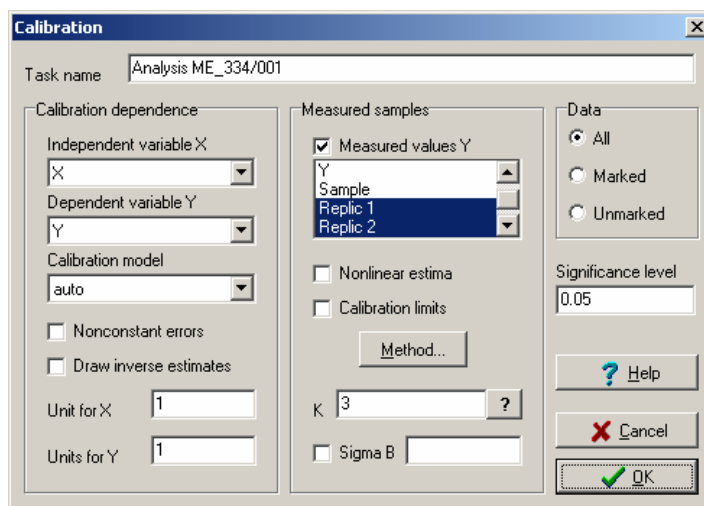 Calibration
Task name
Analysis ME_334/001
Calibration dependence
Independent variable X
X
Dependent variable Y
Y
Calibration model
auto
Nonconstant errors
Draw inverse estimates
Unit for X
1
Units for Y
1
Measured samples
Measured values Y
Y
Sample
Replic 1
Replic 2
Nonlinear estima
Calibration limits
Method...
K
3
?
Sigma B
Data
All
Marked
Unmarked
Significance level
0.05
? Help
Cancel
OK